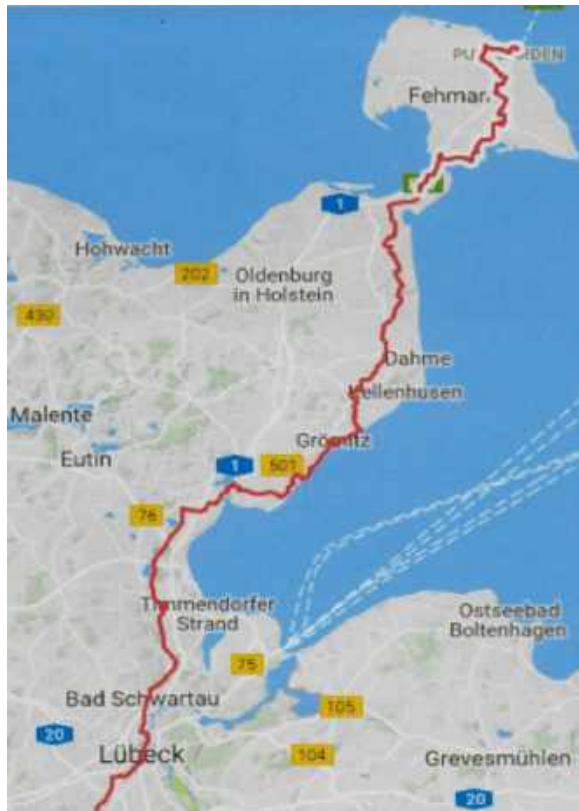 Fehmar
1
Hohwacht
202
Oldenburg
in Holstein
430
Dahme
Kellenhusen
Malente
Grömitz
Eutin
1
501
76
Timmendorfer
Strand
Ostseebad
Boltenhagen
75
Bad Schwartau
105
20
Lübeck
104
Grevesmühlen
20